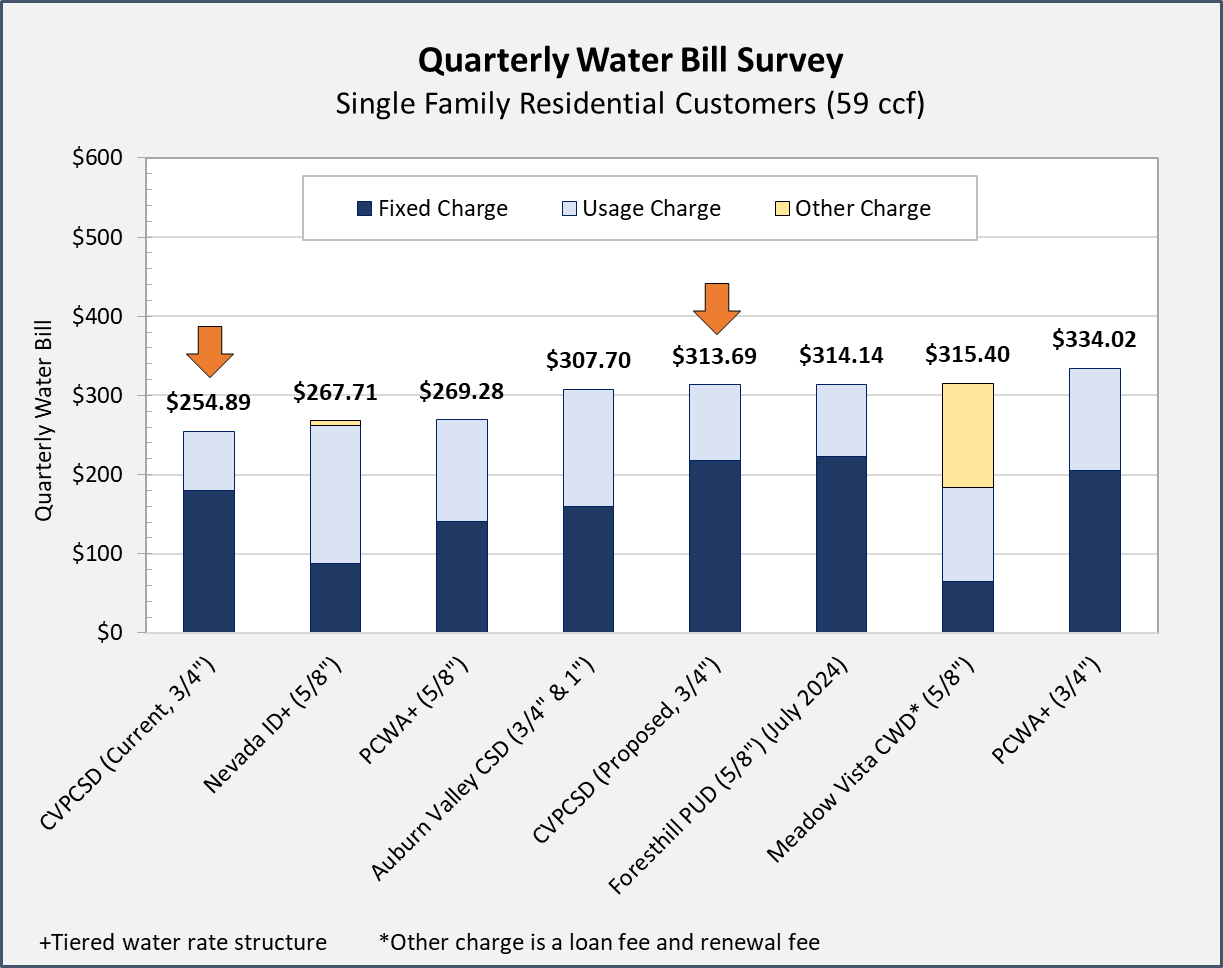 Quarterly Water Bill Survey
Single Family Residential Customers (59 ccf)
Fixed Charge Usage Charge Other Charge
Quarterly Water Bill
$600
$500
$400
$300
$200
$100
$0
$254.89
$267.71
$269.28
$307.70
$313.69
$314.14
$315.40
$334.02
CVPCSD (Current, 3/4")
Nevada ID+ (5/8")
PCWA+ (5/8")
Auburn Valley CSD (3/4" & 1")
CVPCSD (Proposed, 3/4")
Foresthill PUD (5/8") (July 2024)
Meadow Vista CWD* (5/8")
PCWA+ (3/4")
+Tiered water rate structure *Other charge is a loan fee and renewal fee